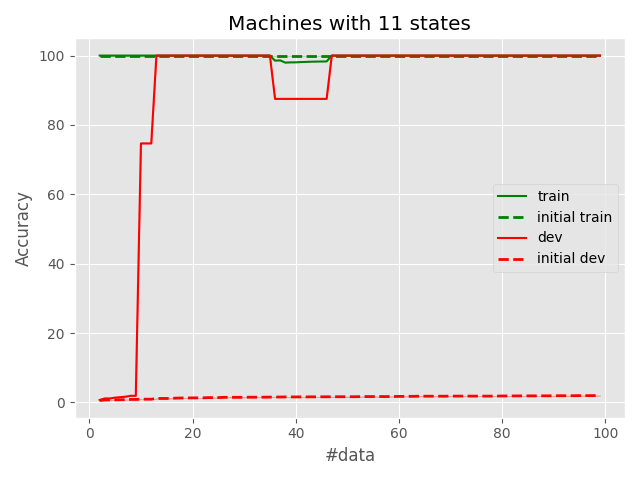 Machines with 11 states
100
80
60
40
20
0
Accuracy
train
initial train
dev
initial dev
0 20 40 60 80 100
#data